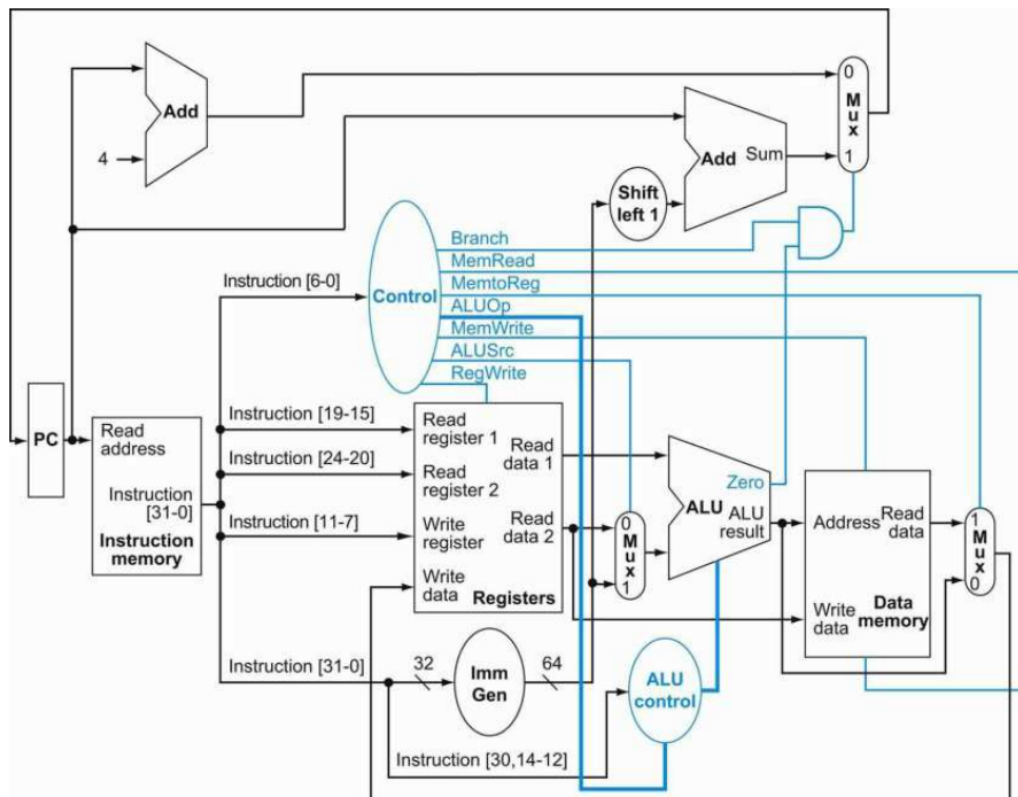 0
M
u
x
1
Add
4
Add
Sum
Shift
left 1
Branch
MemRead
MemtoReg
ALUOp
MemWrite
ALUSrc
RegWrite
Control
Instruction [6-0]
PC
Read
address
Instruction
[31-0]
Instruction
memory
Instruction [19-15]
Instruction [24-20]
Instruction [11-7]
Instruction [31-0]
Read
register 1
Read
register 2
Write
register
Write
data
Read
data 1
Read
data 2
Registers
0
M
u
x
1
Zero
ALU
ALU
result
Address
Read
data
Write
data
Data
memory
1
M
u
x
0
32
Imm
Gen
64
ALU
control
Instruction [30,14-12]